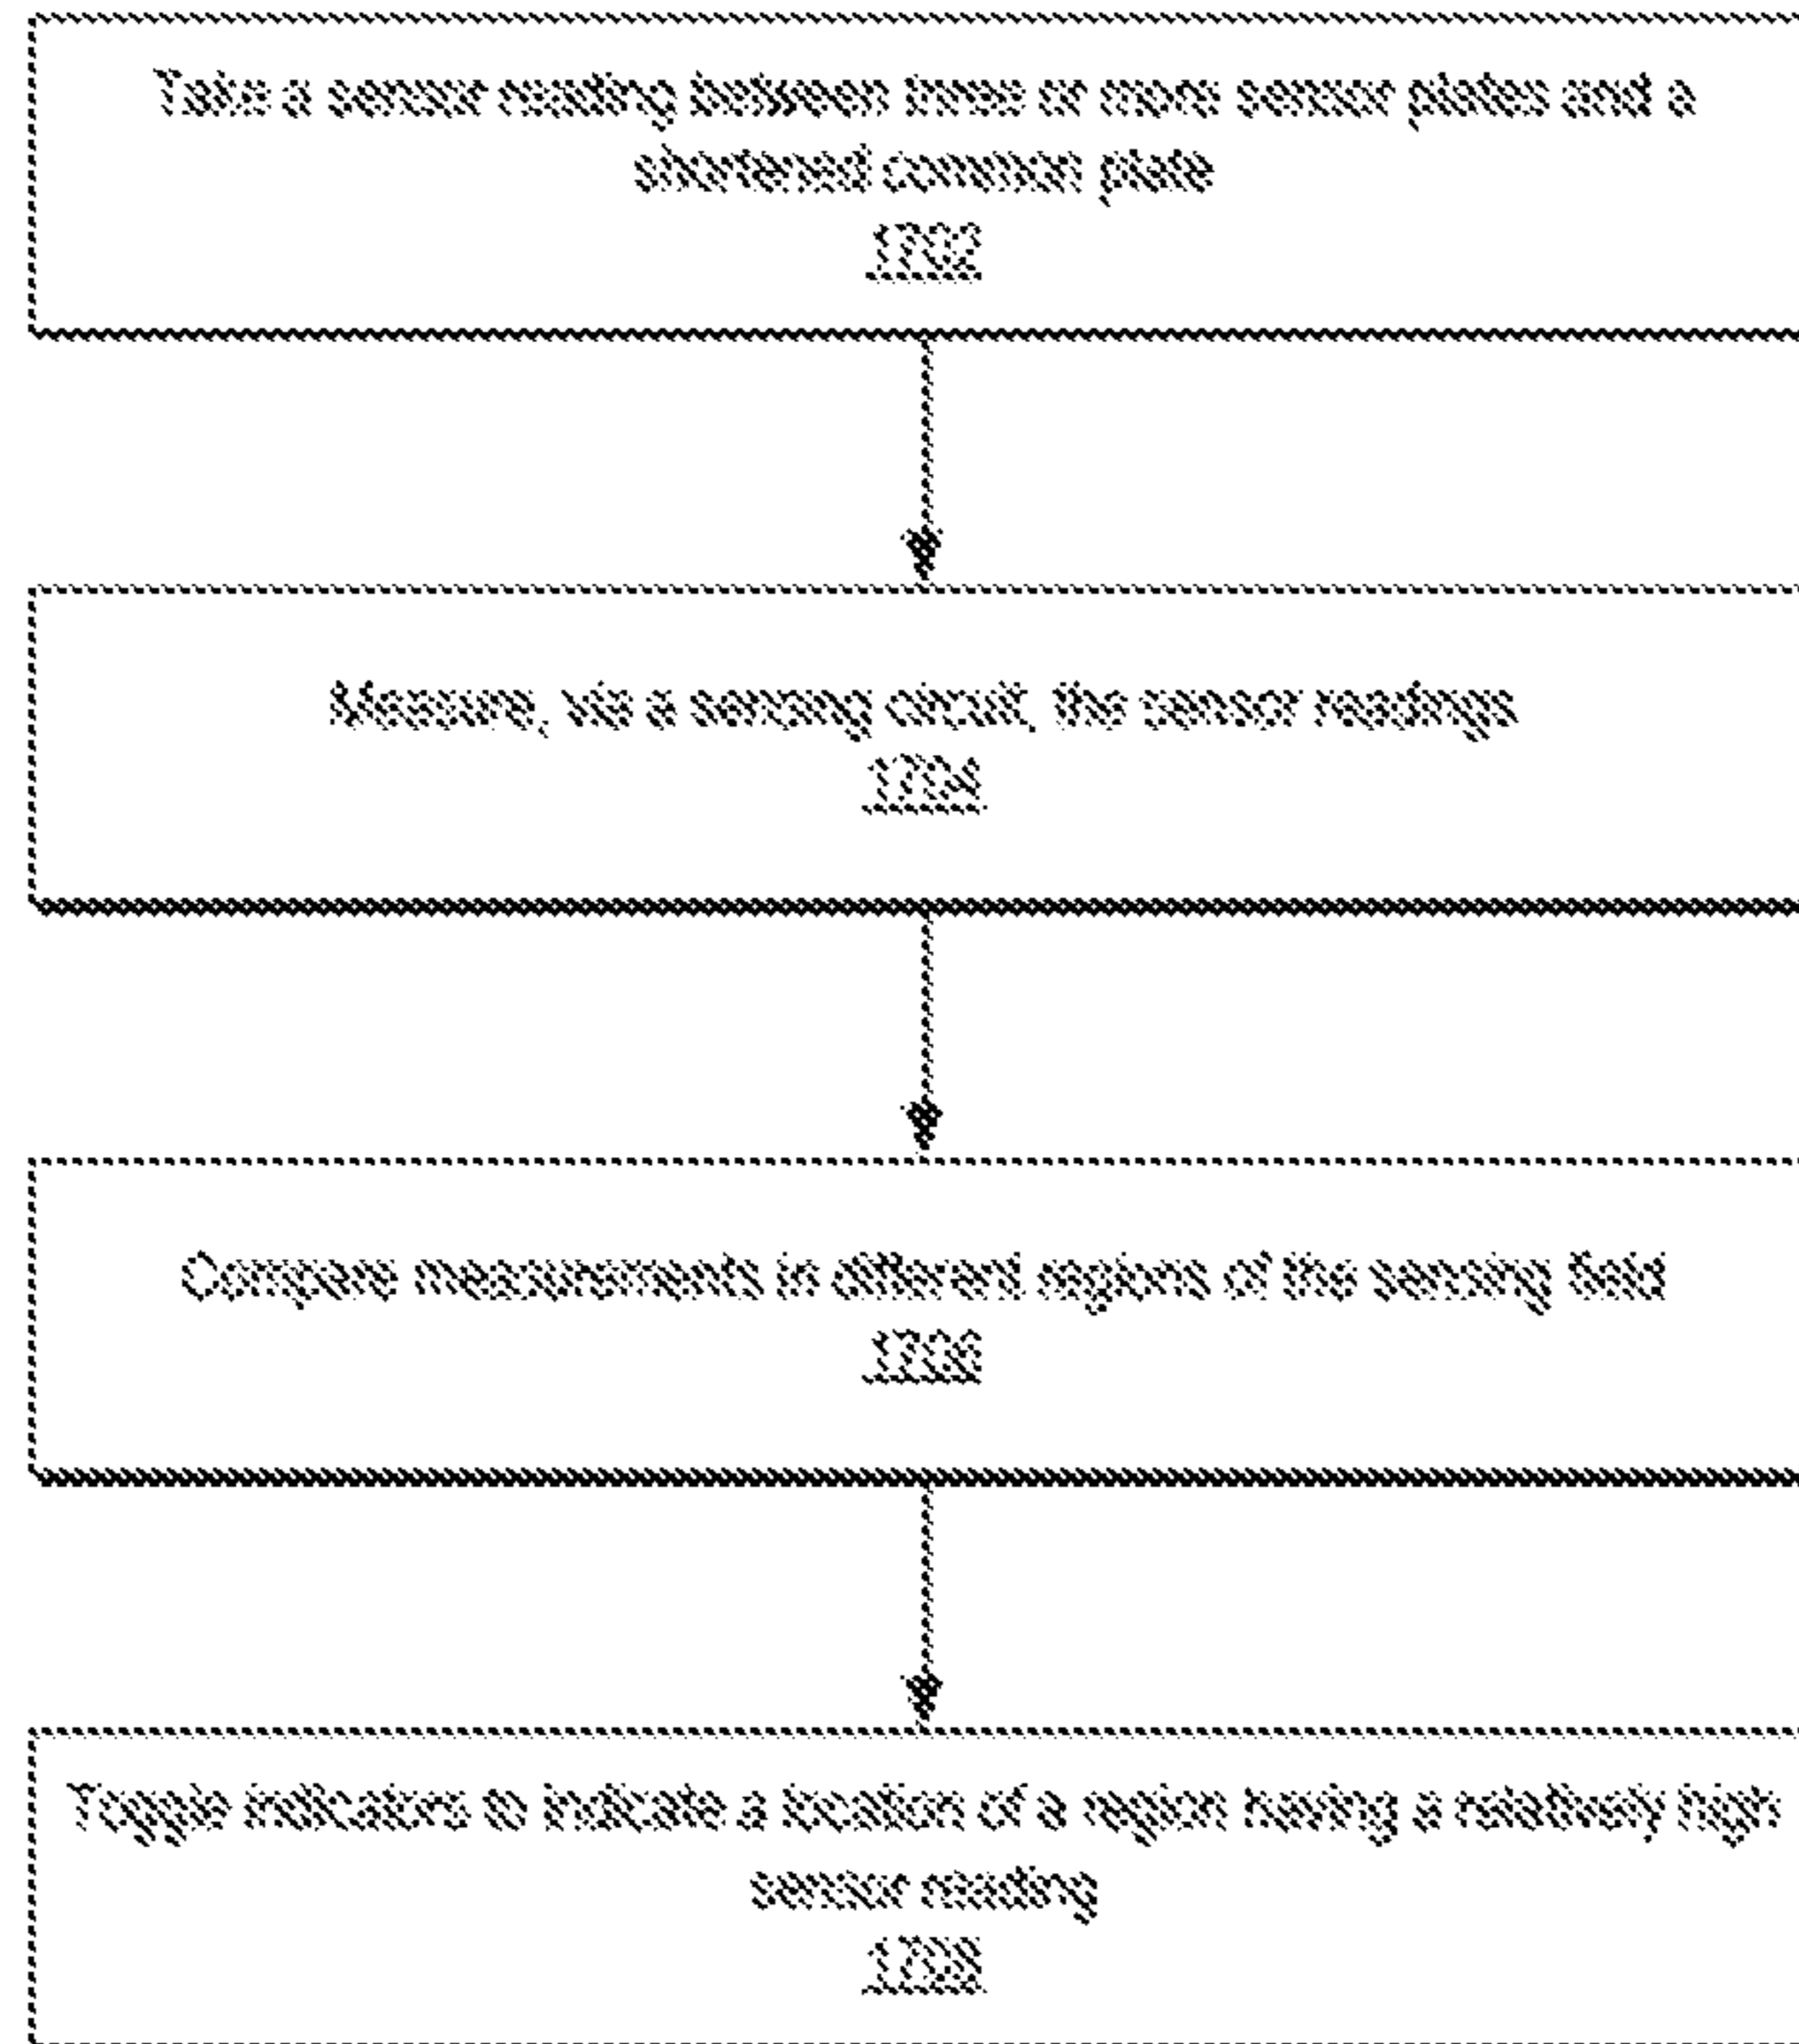 Take a sensor reading between three or more sensor plates and a
shortened common plate
1702
Measure, via a sensing circuit, the sensor readings
1704
Compare measurements in different regions of the sensing field
1706
Toggle indicators to indicate a location of a region having a relatively high
sensor reading
1708